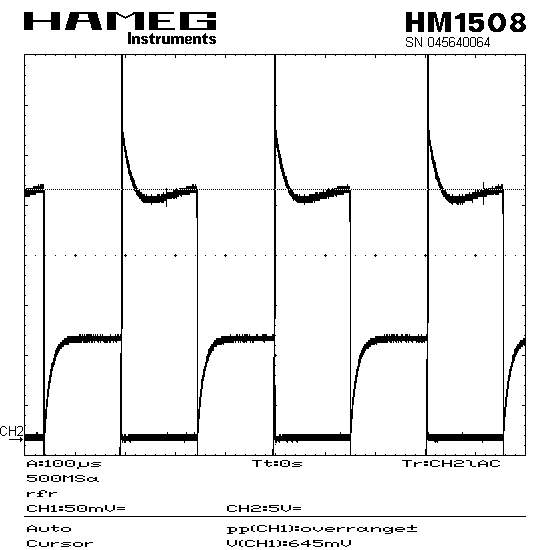 HAMEG
Instruments
HM1508
SN 045640064
CH2
A:100µs Tt:0s Tr:CH2~AC
500MSa
rfr
CH1:50mV= CH2:5V=
Auto pp(CH1):overrange±
Cursor V(CH1):645mV